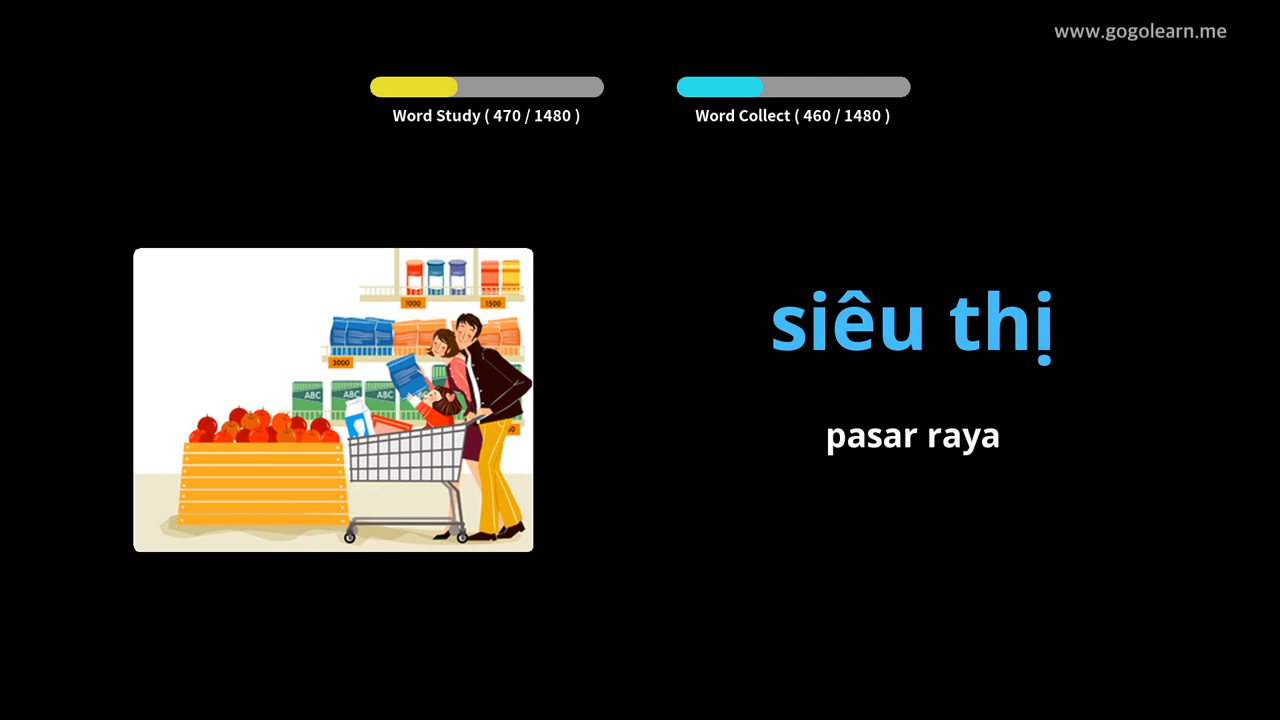 www.gogolearn.me
Word Study ( 470 / 1480 )
Word Collect ( 460 / 1480 )
1000
1500
3000
ABC
ABC
ABC
siêu thị
pasar raya